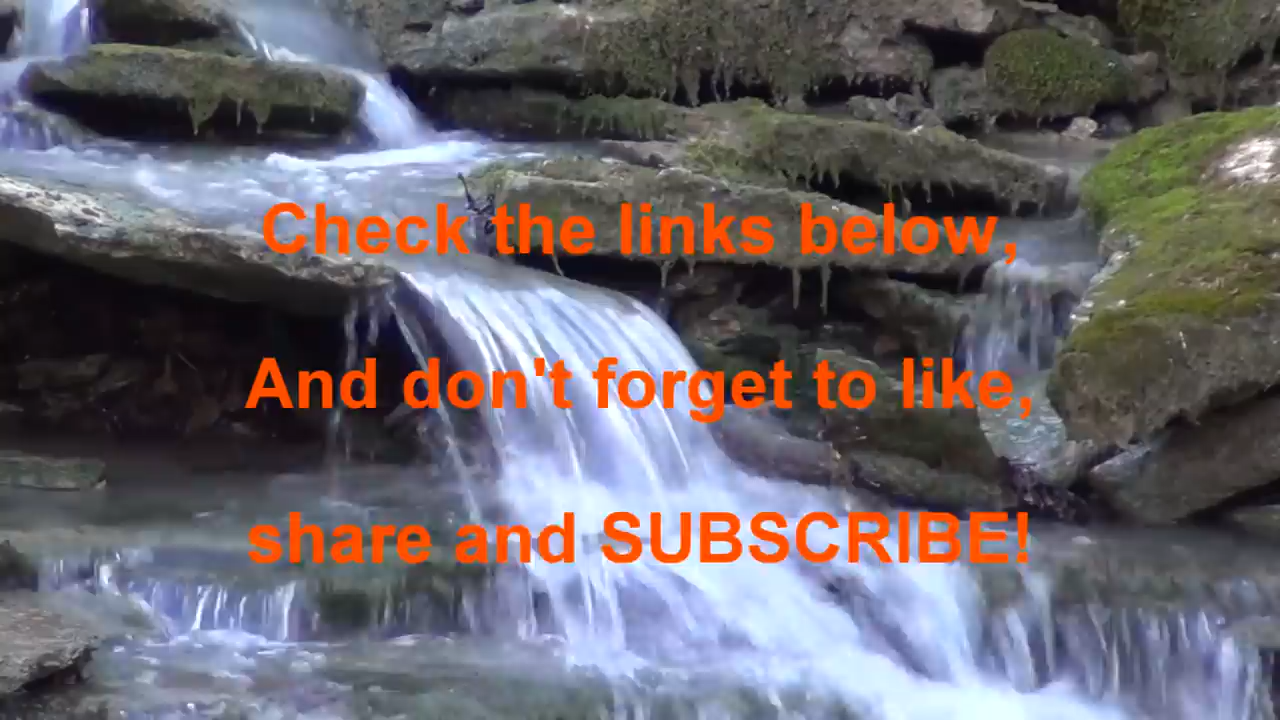 Check the links below,
And don't forget to like,
share and SUBSCRIBE!